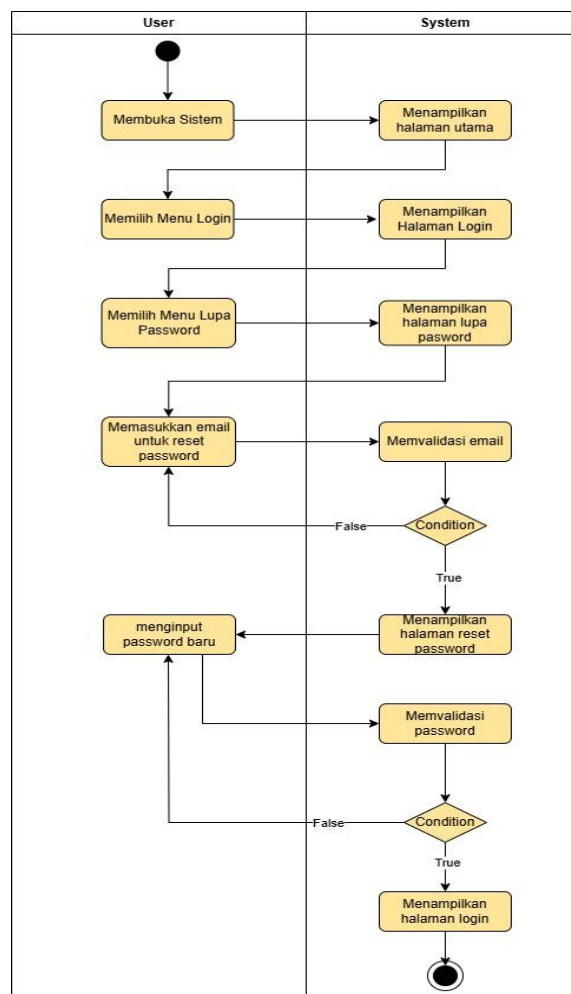 User
System
Membuka Sistem
Menampilkan
halaman utama
Memilih Menu Login
Menampilkan
Halaman Login
Memilih Menu Lupa
Password
Menampilkan
halaman lupa
pasword
Memasukkan email
untuk reset
password
Memvalidasi email
False
Condition
True
menginput
password baru
Menampilkan
halaman reset
password
Memvalidasi
password
False
Condition
True
Menampilkan
halaman login